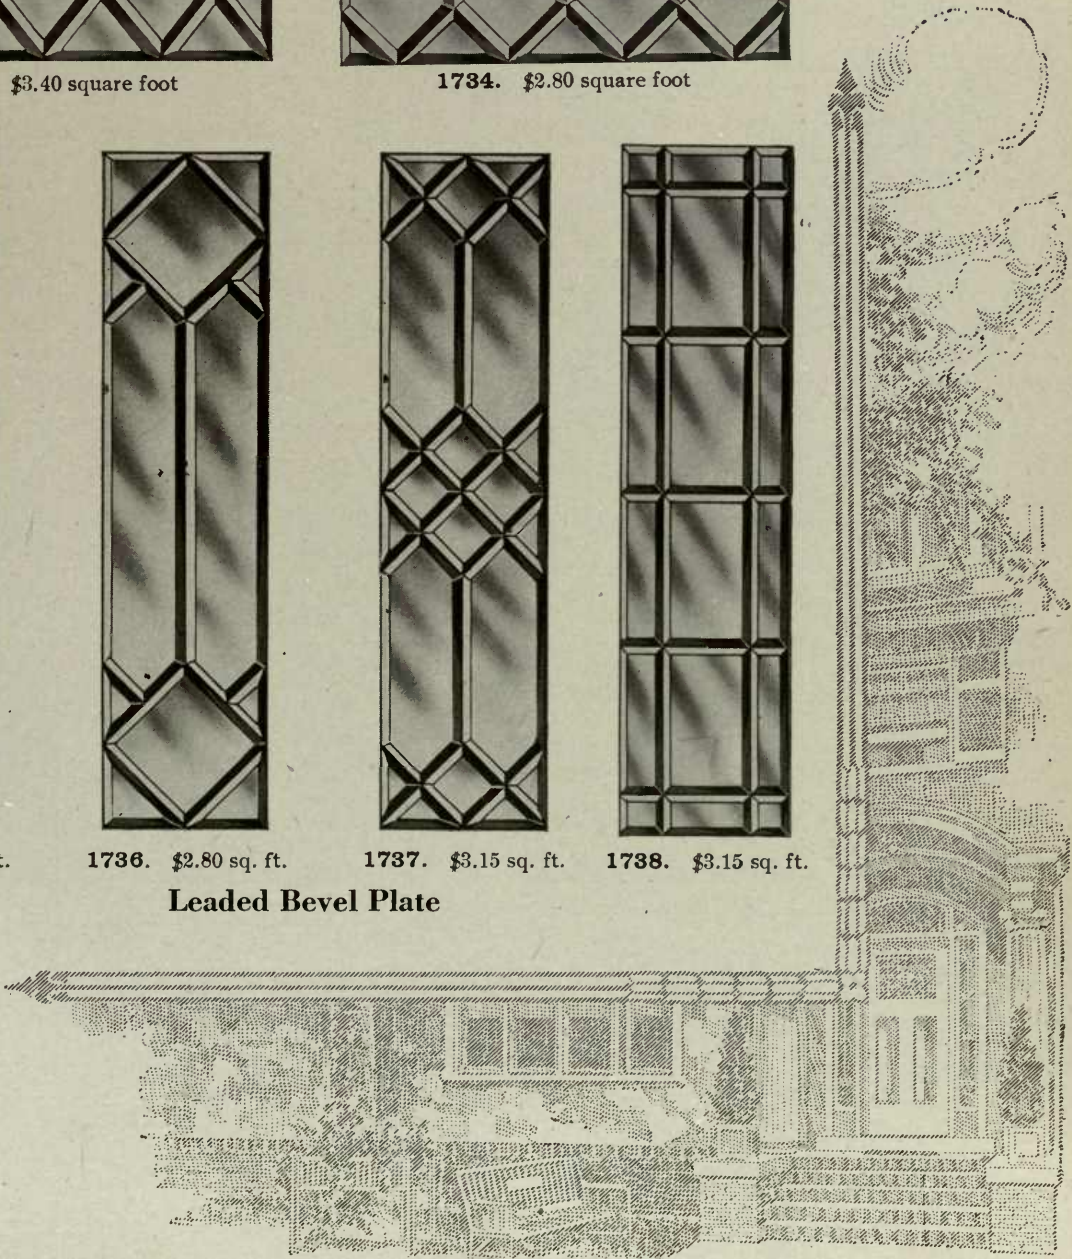 $3.40 square foot
1734. $2.80 square foot
t.
1736. $2.80 sq. ft.
1737. $3.15 sq. ft.
1738. $3.15 sq. ft.
Leaded Bevel Plate